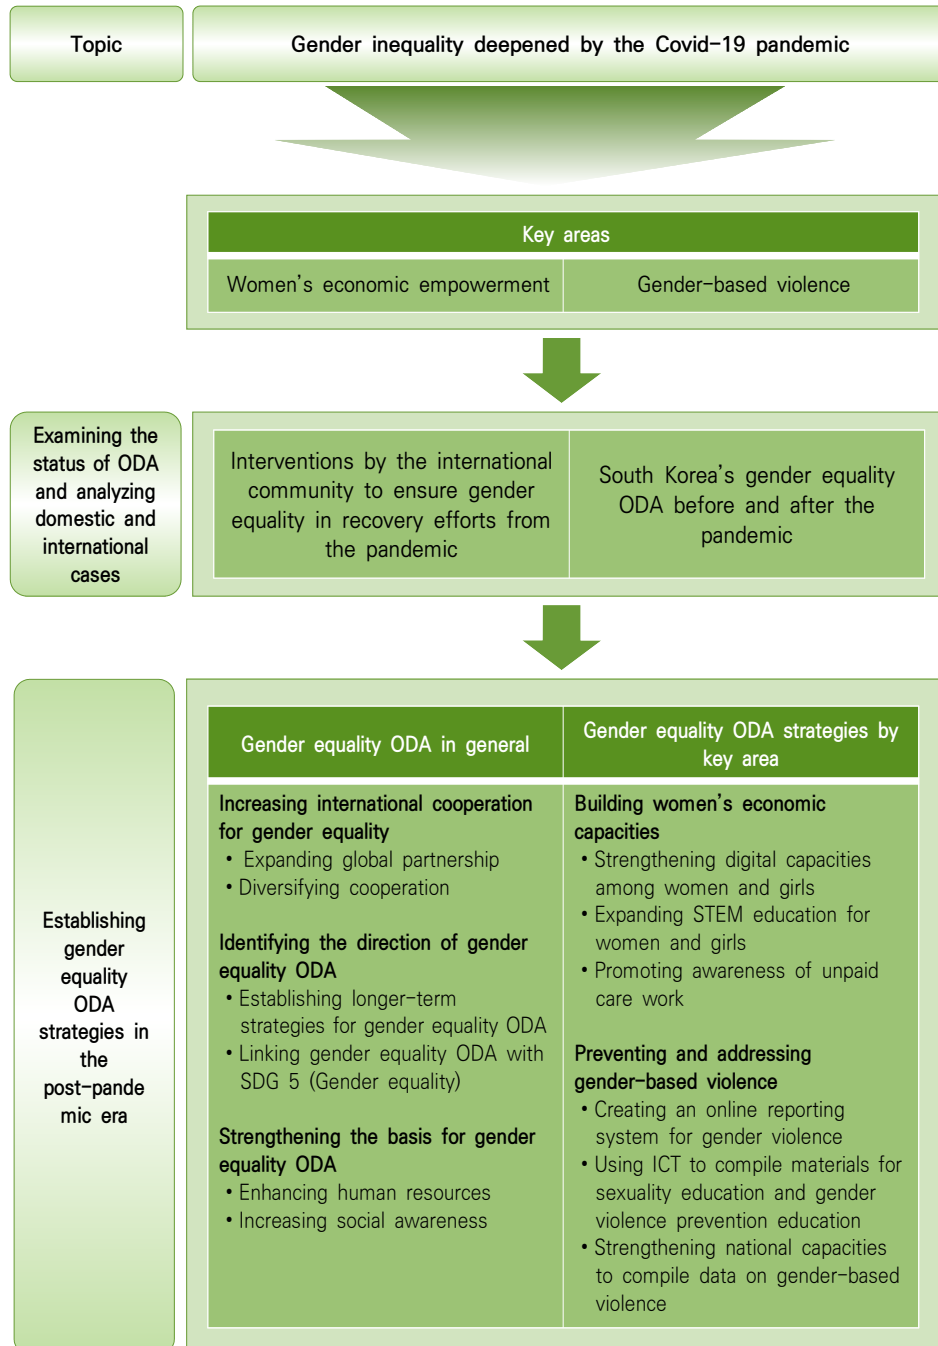 Topic
Gender inequality deepened by the Covid-19 pandemic
Key areas
Women's economic empowerment
Gender-based violence
Examining the
status of ODA
and analyzing
domestic and
international
cases
Interventions by the international
community to ensure gender
equality in recovery efforts from
the pandemic
South Korea's gender equality
ODA before and after the
pandemic
Establishing
gender
equality
ODA
strategies in
the
post-pande
mic era
Gender equality ODA in general
Increasing international cooperation
for gender equality
• Expanding global partnership
• Diversifying cooperation
Identifying the direction of gender
equality ODA
• Establishing longer-term
strategies for gender equality ODA
• Linking gender equality ODA with
SDG 5 (Gender equality)
Strengthening the basis for gender
equality ODA
• Enhancing human resources
• Increasing social awareness
Gender equality ODA strategies by
key area
Building women's economic
capacities
• Strengthening digital capacities
among women and girls
• Expanding STEM education for
women and girls
• Promoting awareness of unpaid
care work
Preventing and addressing
gender-based violence
• Creating an online reporting
system for gender violence
• Using ICT to compile materials for
sexuality education and gender
violence prevention education
• Strengthening national capacities
to compile data on gender-based
violence